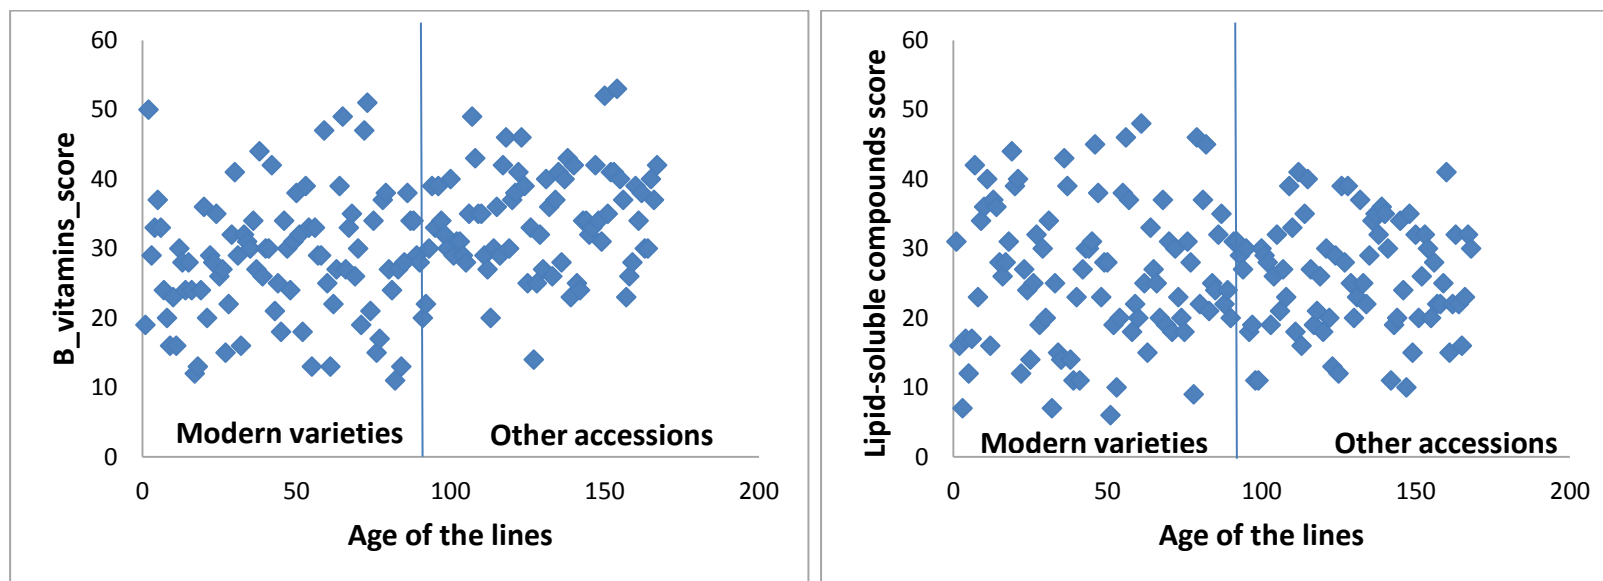 60
50
40
30
20
10
0
B_vitamins_score
Modern varieties
Other accessions
0 50 100 150 200
Age of the lines
60
50
40
30
20
10
0
Lipid-soluble compounds score
Modern varieties
Other accessions
0 50 100 150 200
Age of the lines